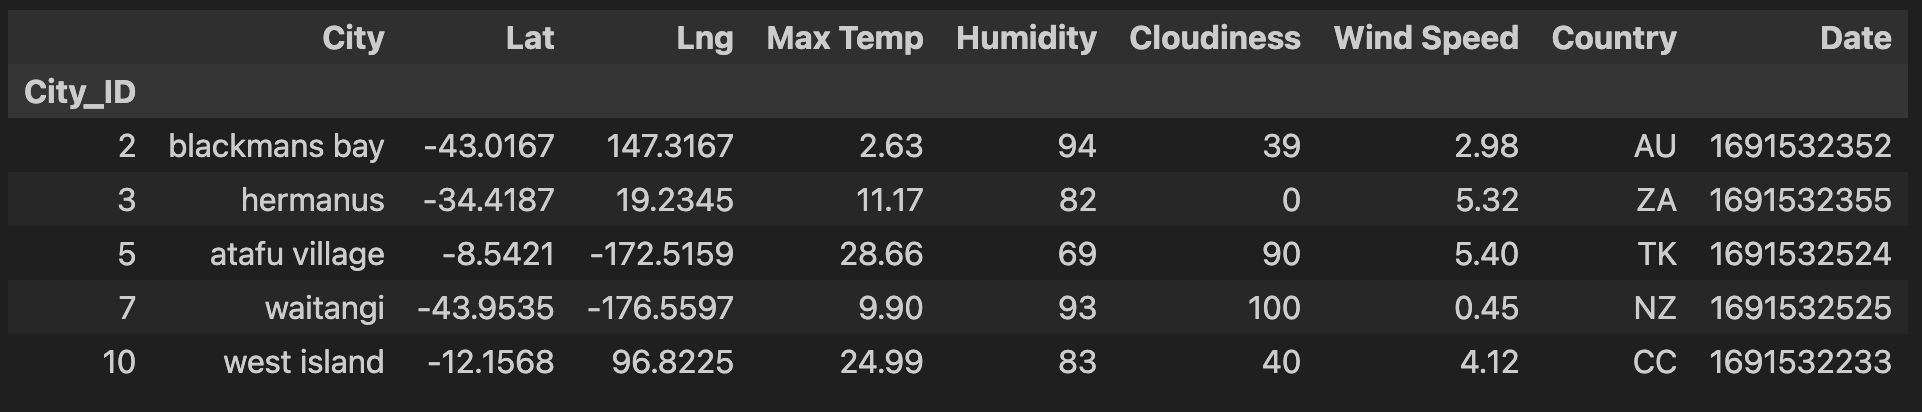 City Lat Lng Max Temp Humidity Cloudiness Wind Speed Country Date
City_ID
2 blackmans bay -43.0167 147.3167 2.63 94 39 2.98 AU 1691532352
3 hermanus -34.4187 19.2345 11.17 82 0 5.32 ZA 1691532355
5 atafu village -8.5421 -172.5159 28.66 69 90 5.40 TK 1691532524
7 waitangi -43.9535 -176.5597 9.90 93 100 0.45 NZ 1691532525
10 west island -12.1568 96.8225 24.99 83 40 4.12 CC 1691532233